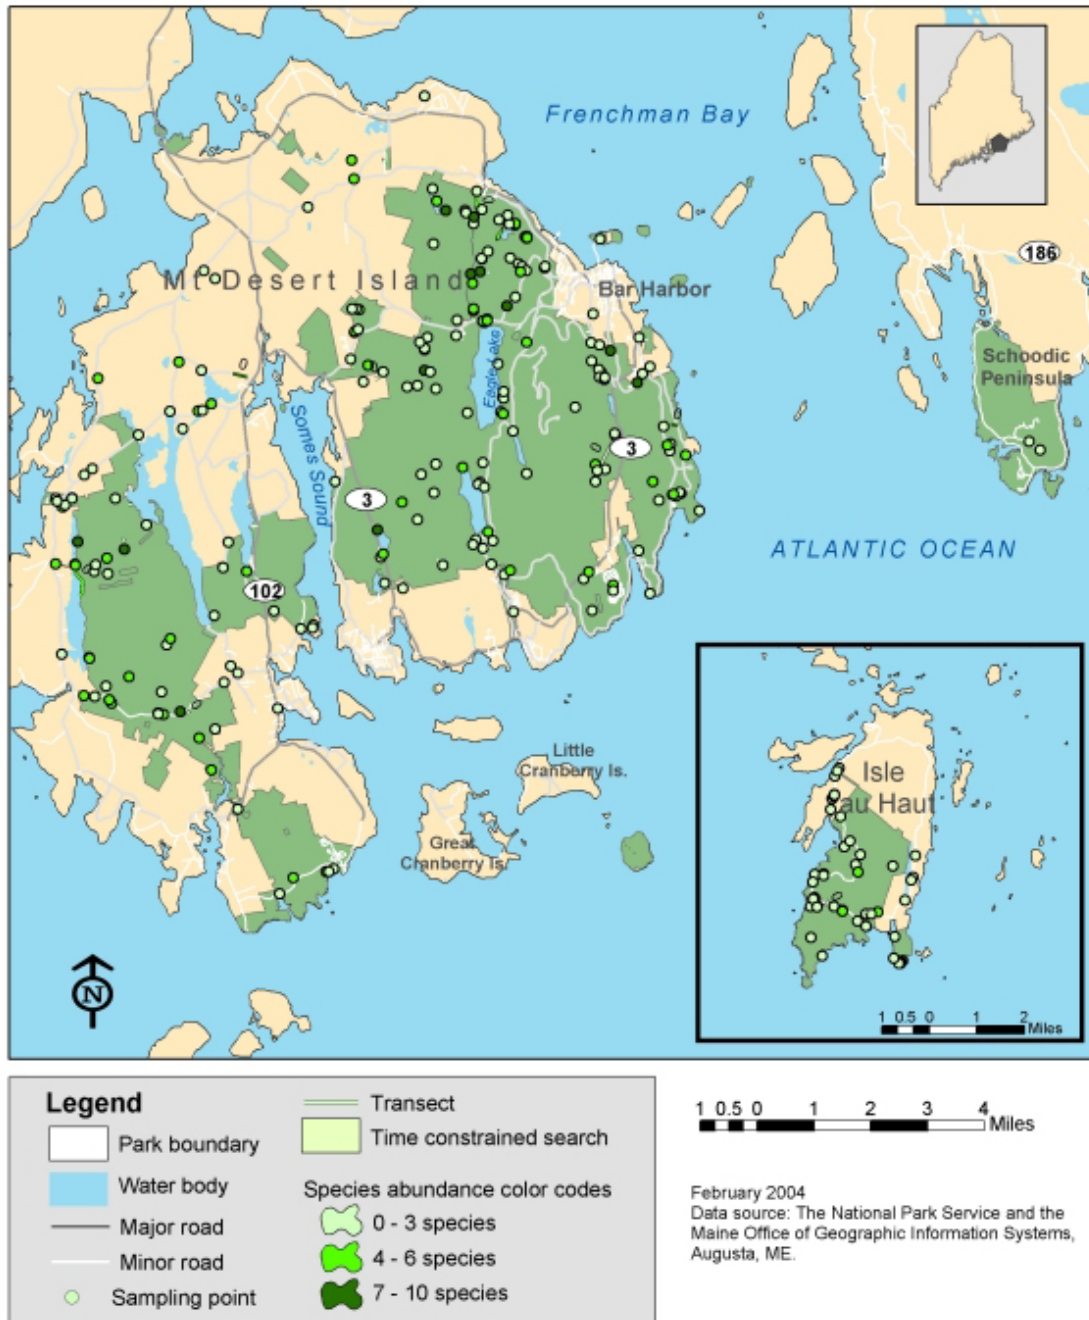 Frenchman Bay
186
Mt Desert Island
Bar Harbor
Schoodic
Peninsula
Eagle Lake
Somes Sound
3
3
ATLANTIC OCEAN
102
Little
Cranberry Is.
Great
Cranberry Is.
Isle
au Haut
N
1 0.5 0 1 2
Miles
Legend
Park boundary
Water body
Major road
Minor road
Sampling point
Transect
Time constrained search
Species abundance color codes
0 - 3 species
4 - 6 species
7 - 10 species
1 0.5 0 1 2 3 4
Miles
February 2004
Data source: The National Park Service and the
Maine Office of Geographic Information Systems,
Augusta, ME.